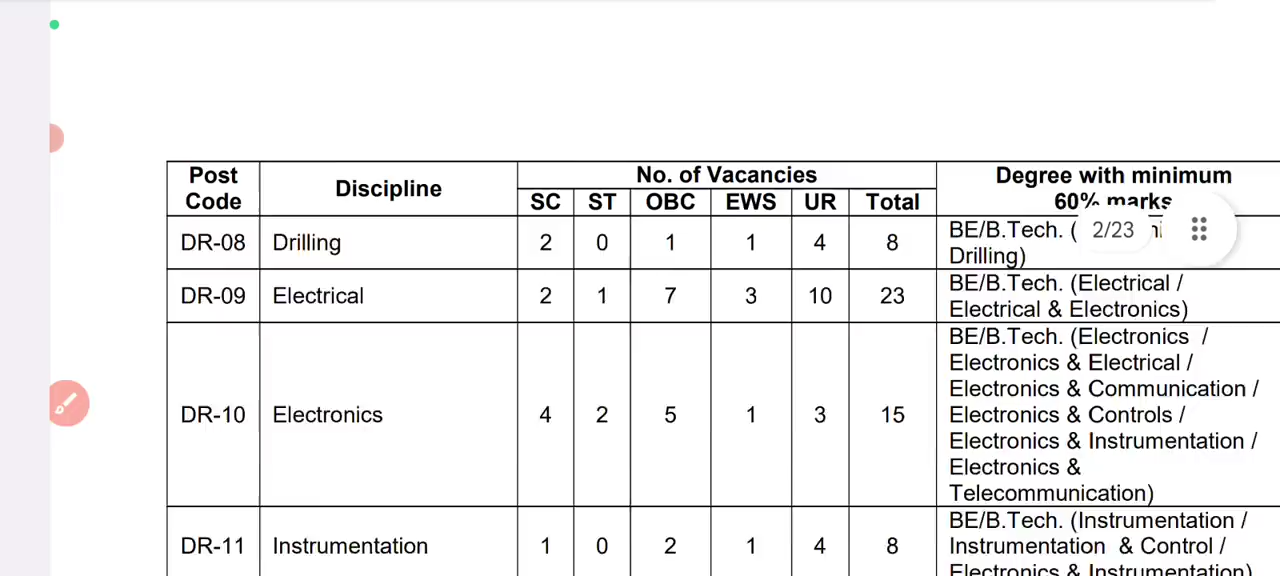 Post Code Discipline No. of Vacancies Degree with minimum 60% marks
SC ST OBC EWS UR Total
DR-08 Drilling 2 0 1 1 4 8 BE/B.Tech. (
Drilling)
2/23
DR-09 Electrical 2 1 7 3 10 23 BE/B.Tech. (Electrical /
Electrical & Electronics)
DR-10 Electronics 4 2 5 1 3 15 BE/B.Tech. (Electronics /
Electronics & Electrical /
Electronics & Communication /
Electronics & Controls /
Electronics & Instrumentation /
Electronics &
Telecommunication)
DR-11 Instrumentation 1 0 2 1 4 8 BE/B.Tech. (Instrumentation /
Instrumentation & Control /
Electronics & Instrumentation)